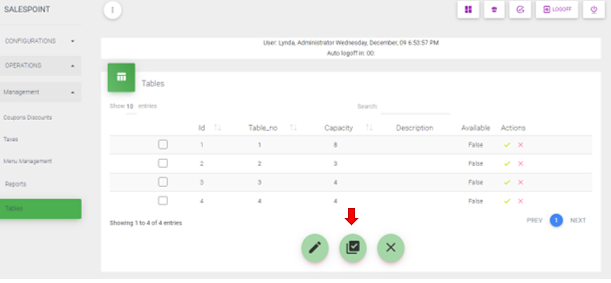 SALESPOINT
LOGOFF
CONFIGURATIONS
OPERATIONS
Management
Coupons Discounts
Taxes
Menu Management
Reports
Tables
User: Lynda, Administrator Wednesday, December, 09 6:53:57 PM
Auto logoff in: 00:
Tables
Show 10 entries
Search:
Id Table_no Capacity Description Available Actions
1 1 8 False
2 2 3 False
3 3 4 False
4 4 4 False
Showing 1 to 4 of 4 entries
PREV 1 NEXT